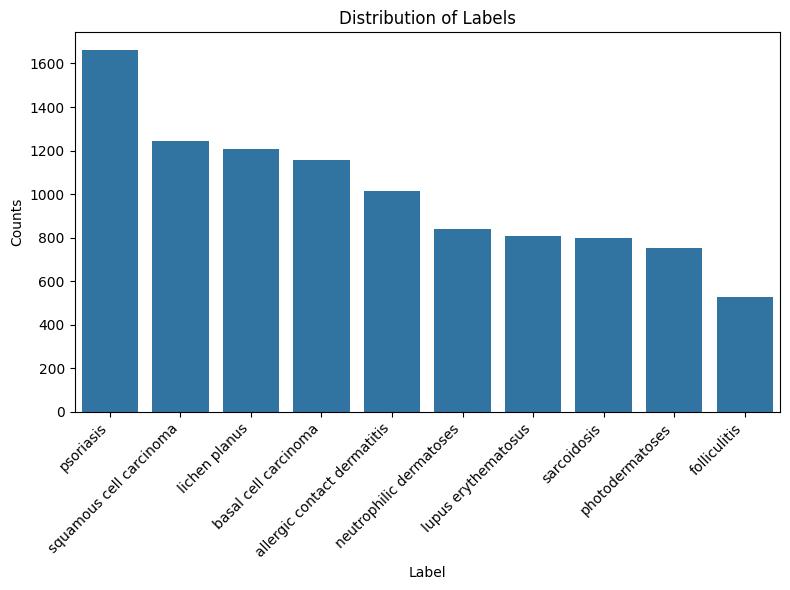 Distribution of Labels
Counts
1600
1400
1200
1000
800
600
400
200
0
psoriasis
squamous cell carcinoma
lichen planus
basal cell carcinoma
allergic contact dermatitis
neutrophilic dermatoses
lupus erythematosus
sarcoidosis
photodermatoses
folliculitis
Label